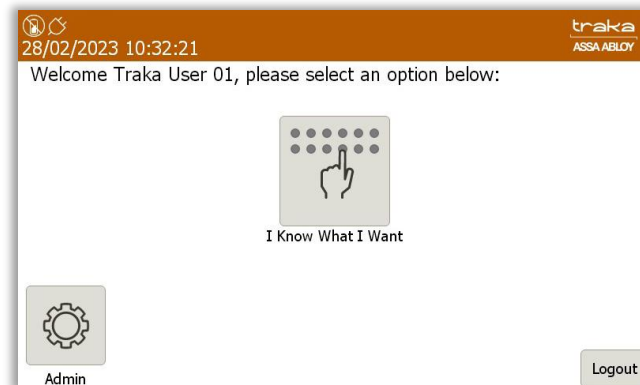 traka
28/02/2023 10:32:21
ASSA ABLOY
Welcome Traka User 01, please select an option below:
I Know What I Want
Admin
Logout